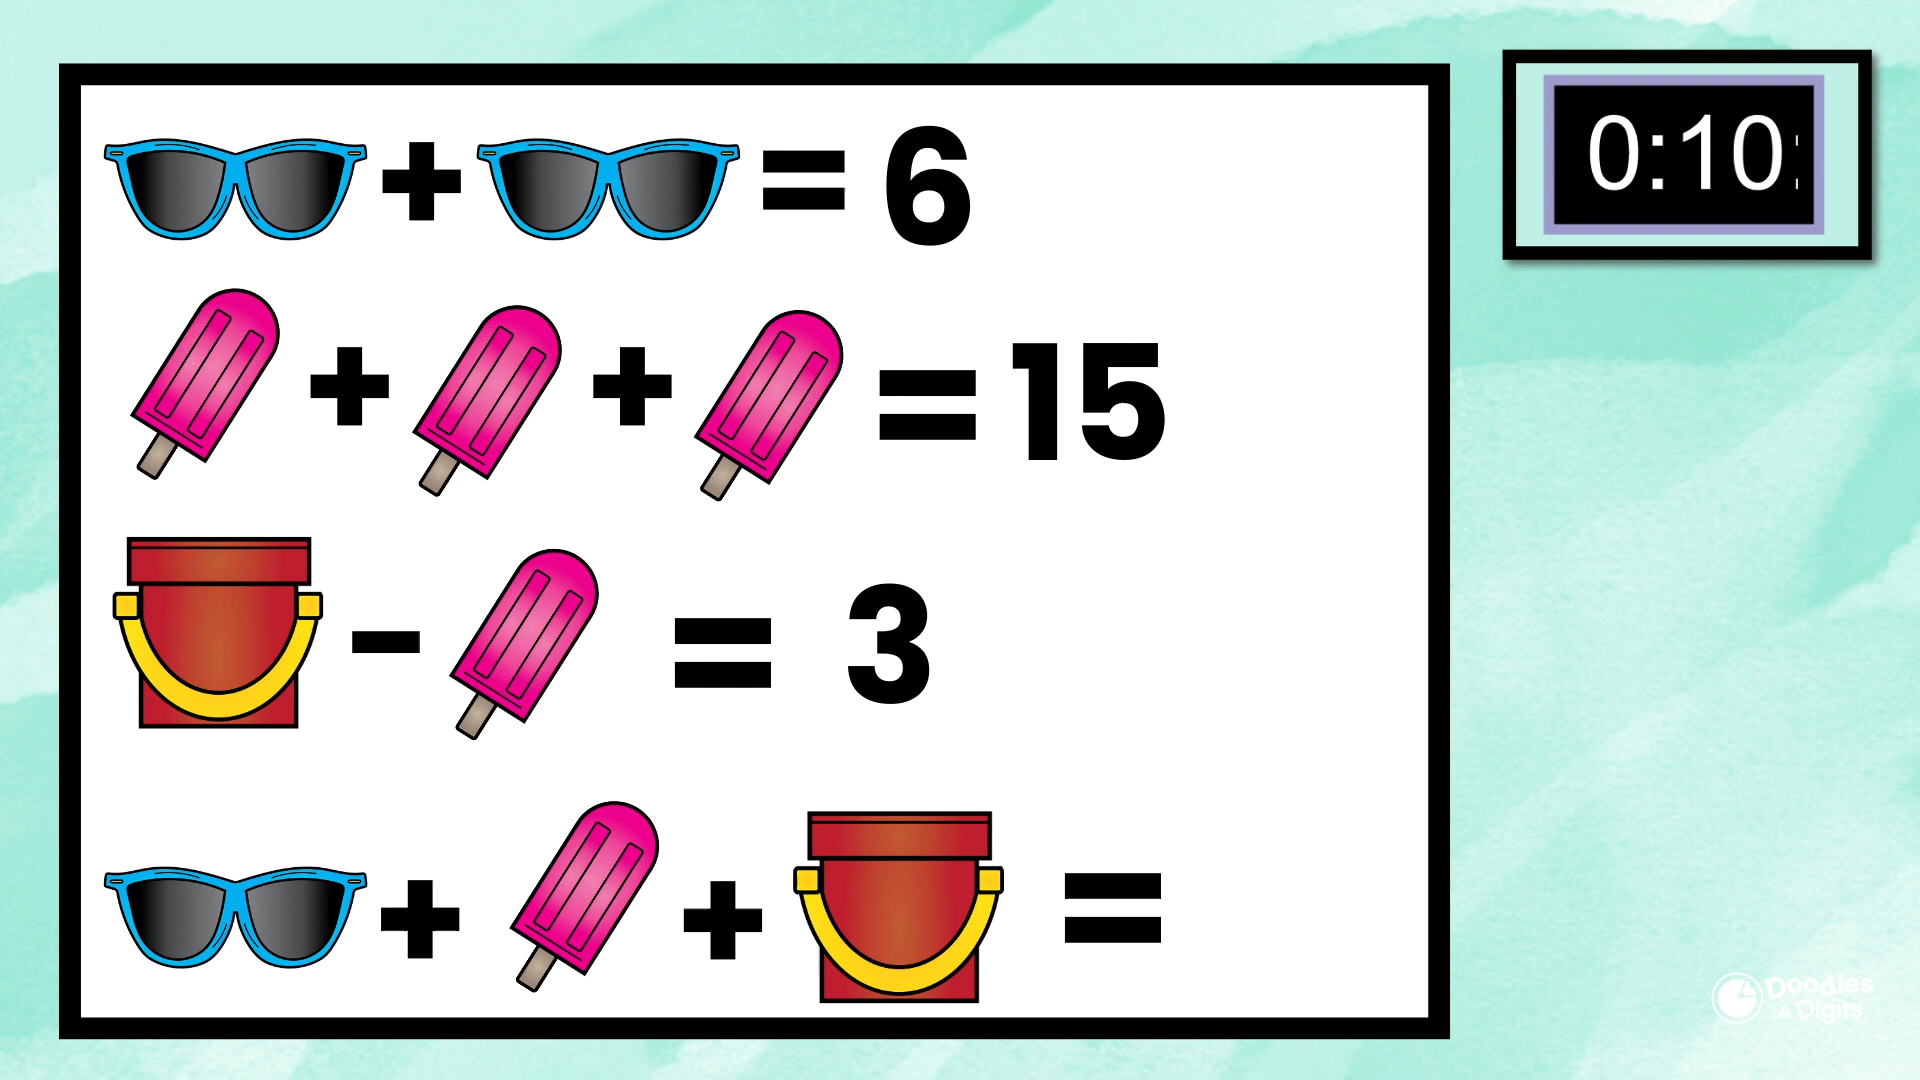 + = 6
+ + = 15
- = 3
+ + =
0:10:
Doodles
& Digits